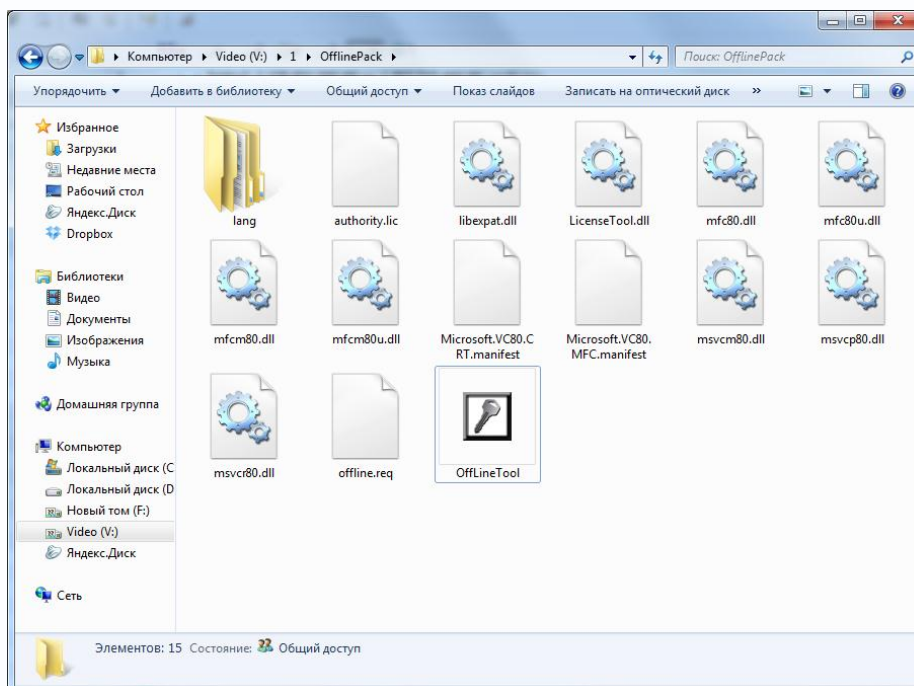 Компьютер ▸ Video (V:) ▸ 1 ▸ OfflinePack ▸
Поиск: OfflinePack
Упорядочить Добавить в библиотеку Общий доступ Показ слайдов Записать на оптический диск »
Избранное
Загрузки
Недавние места
Рабочий стол
Яндекс.Диск
Dropbox
Библиотеки
Видео
Документы
Изображения
Музыка
Домашняя группа
Компьютер
Локальный диск (C
Локальный диск (D
Новый том (F:)
Video (V:)
Яндекс.Диск
Сеть
lang
authority.lic
libexpat.dll
LicenseTool.dll
mfc80.dll
mfc80u.dll
mfcm80.dll
mfcm80u.dll
Microsoft.VC80.C
RT.manifest
Microsoft.VC80.
MFC.manifest
msvcm80.dll
msvcp80.dll
msvcr80.dll
offline.req
OffLineTool
Элементов: 15 Состояние: Общий доступ